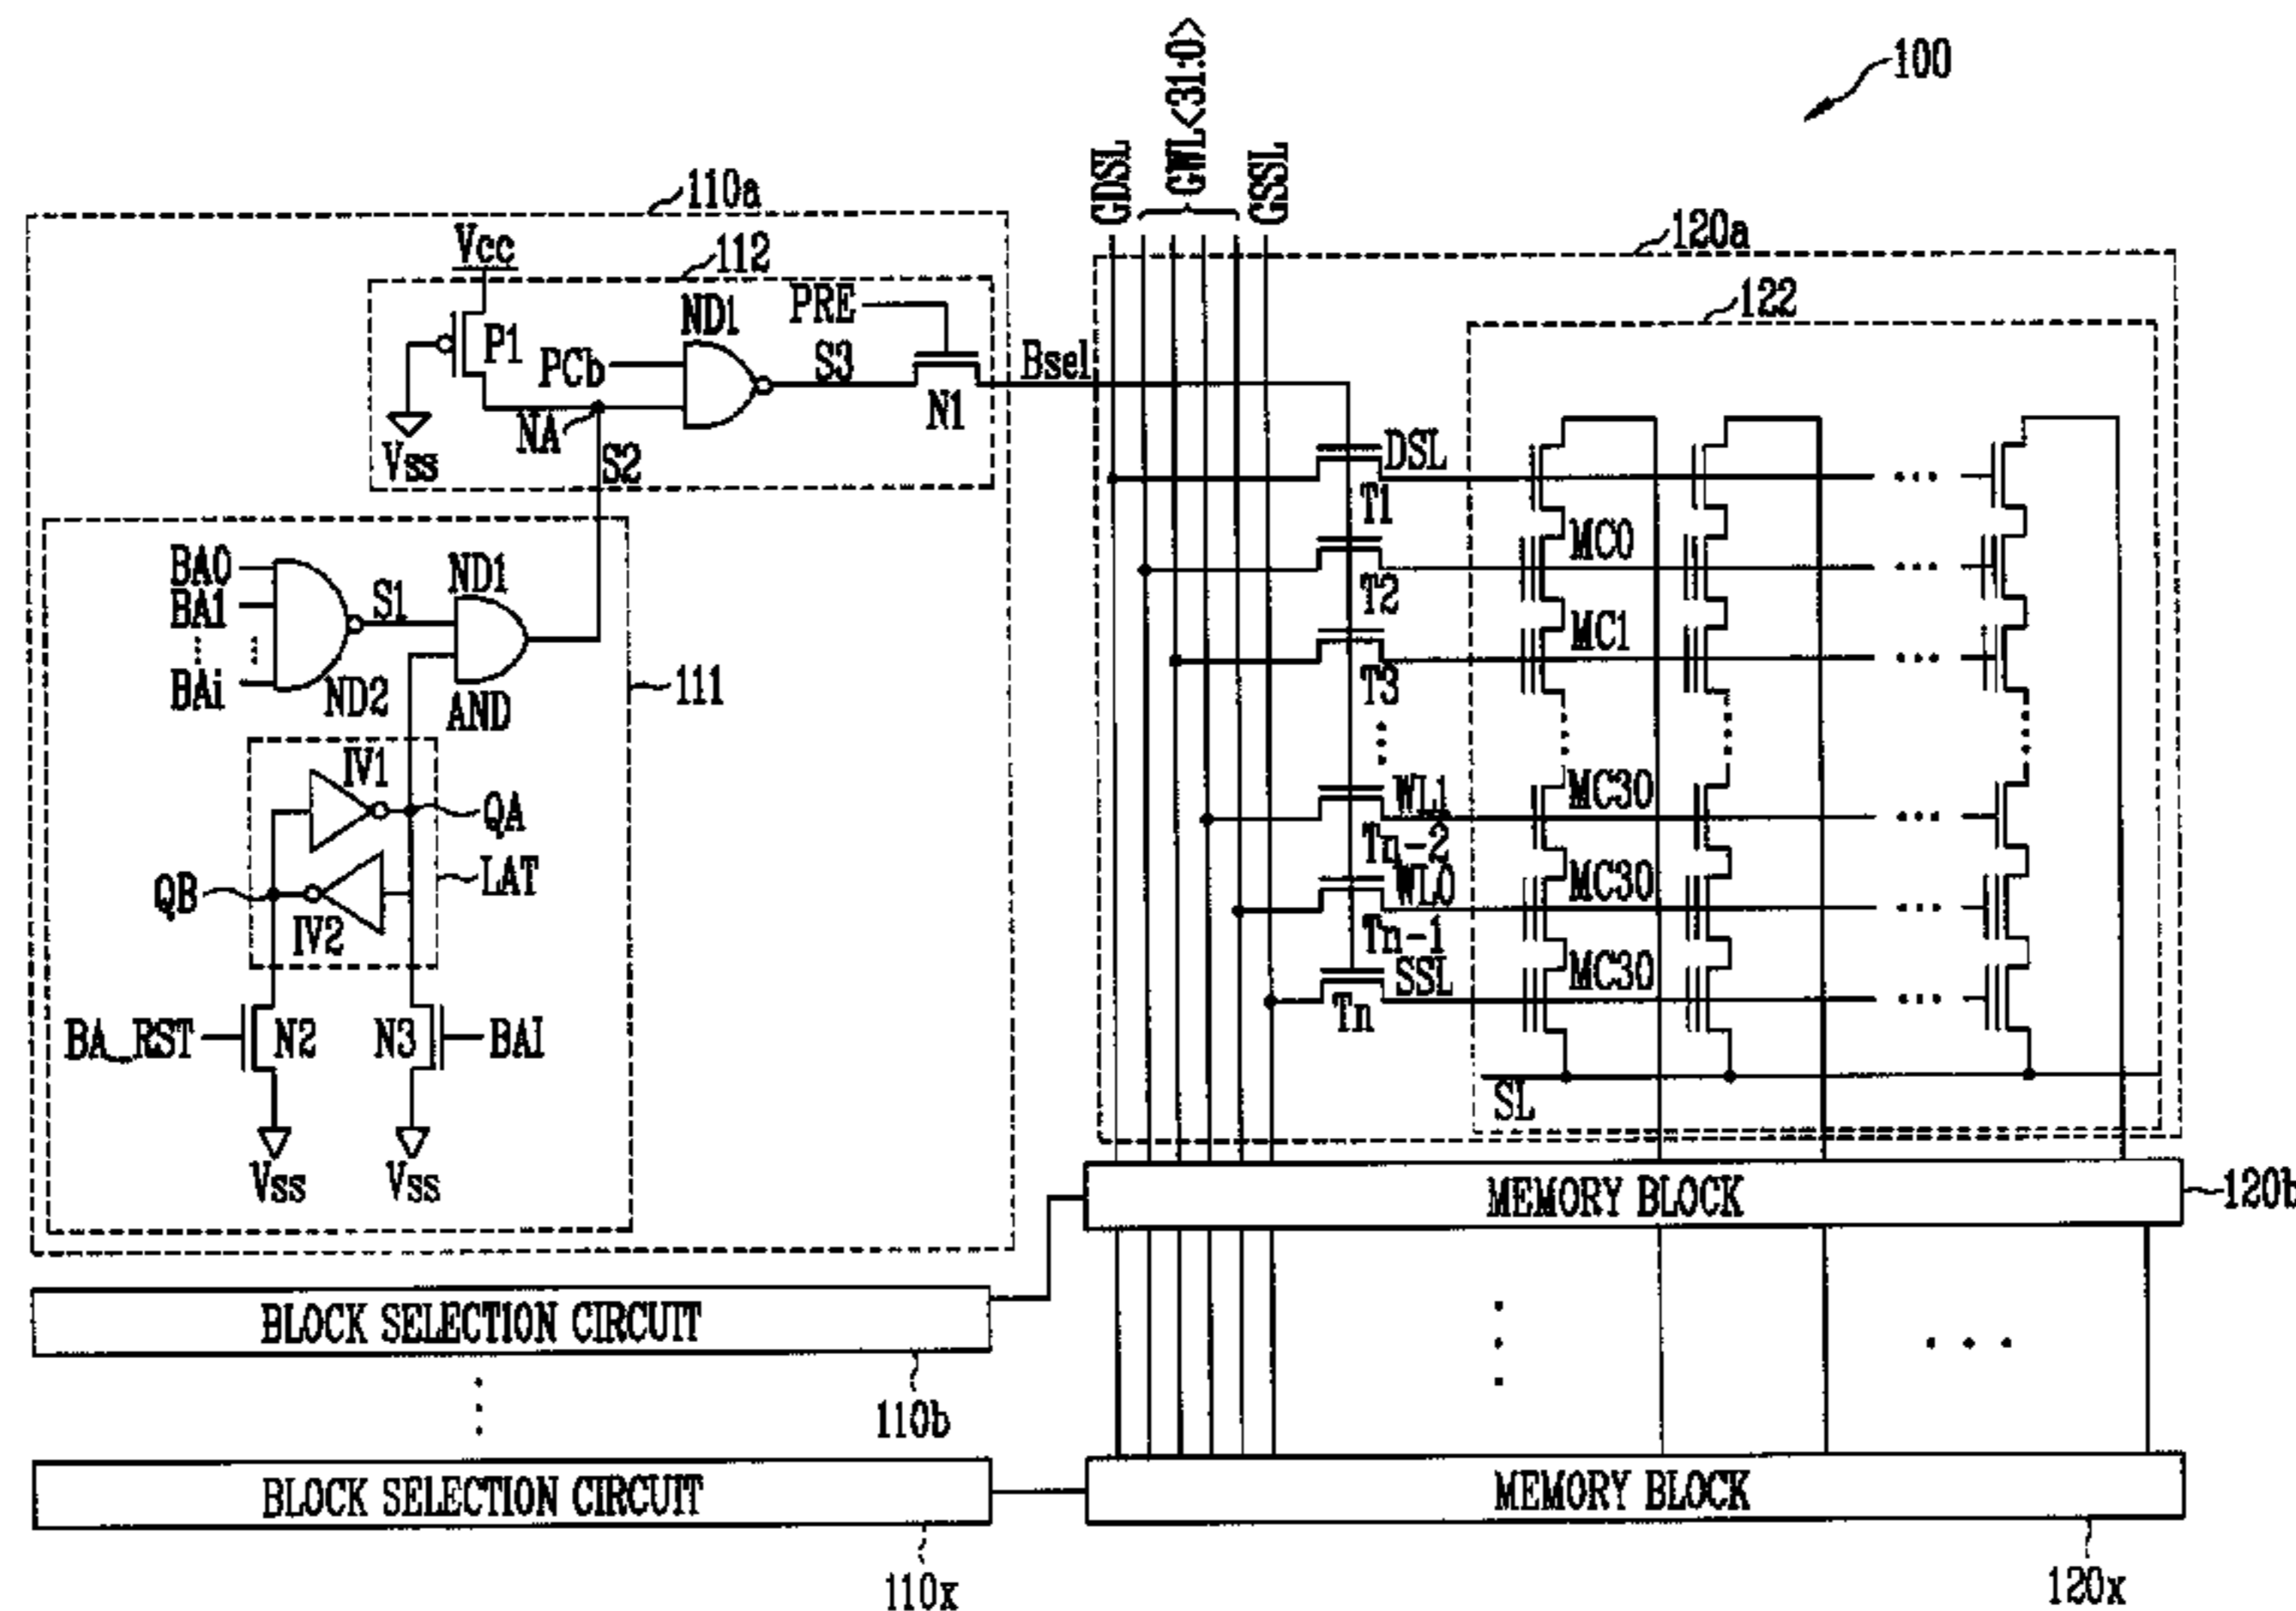 100
GDSL
GWL<31:0>
GSSL
110a
120a
Vcc
112
122
P1
PCb
ND1
S3
PRE
N1
Bsel
NA
Vss
S2
DSL
T1
MC0
T2
MC1
T3
BA0
BA1
BAi
S1
ND1
ND2
AND
111
IV1
QA
LAT
QB
IV2
WL1
Tn-2
MC30
WL0
Tn-1
MC30
SSL
Tn
MC30
BA_RST
N2
N3
BAI
Vss
Vss
SL
MEMORY BLOCK
120b
BLOCK SELECTION CIRCUIT
110b
BLOCK SELECTION CIRCUIT
MEMORY BLOCK
110x
120x